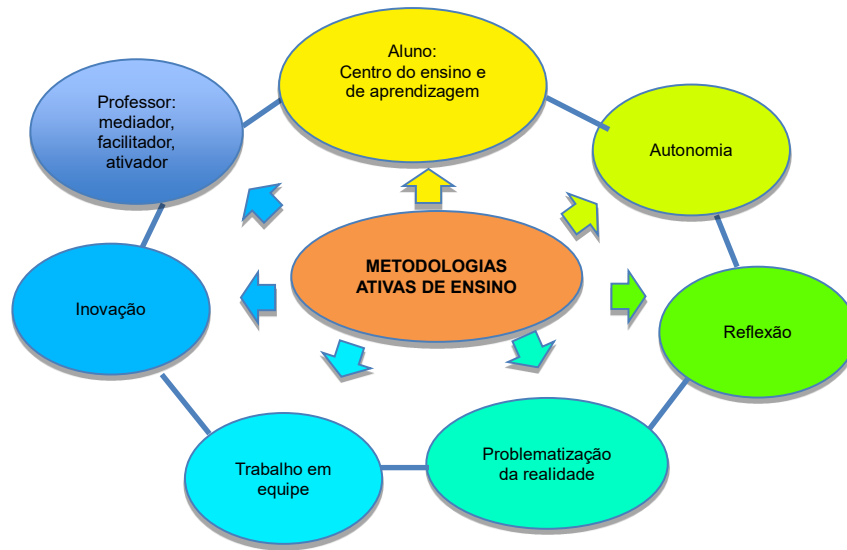 Aluno:
Centro do ensino e
de aprendizagem
Professor:
mediador,
facilitador,
ativador
Autonomia
METODOLOGIAS
ATIVAS DE ENSINO
Inovação
Reflexão
Trabalho em
equipe
Problematização
da realidade